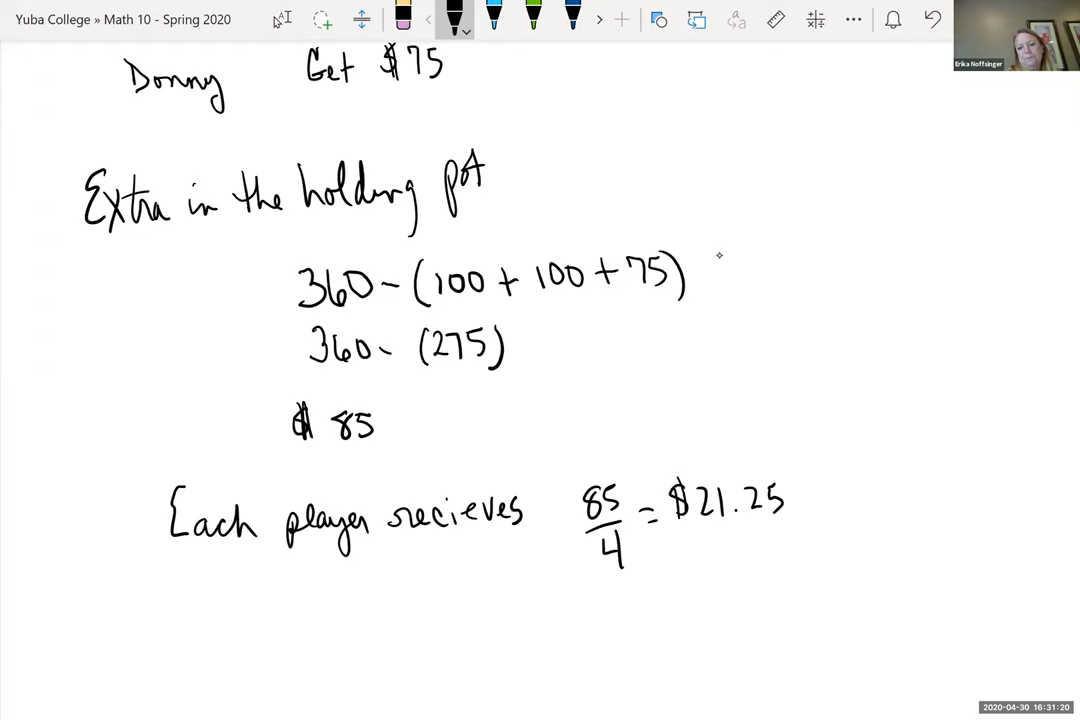 Yuba College » Math 10 - Spring 2020
Erika Noffsinger
Donny Get $75
Extra in the holding pot
360 - (100 + 100 + 75)
360 - (275)
$ 85
Each player recieves 85/4 = $21.25
2020-04-30 16:31:20